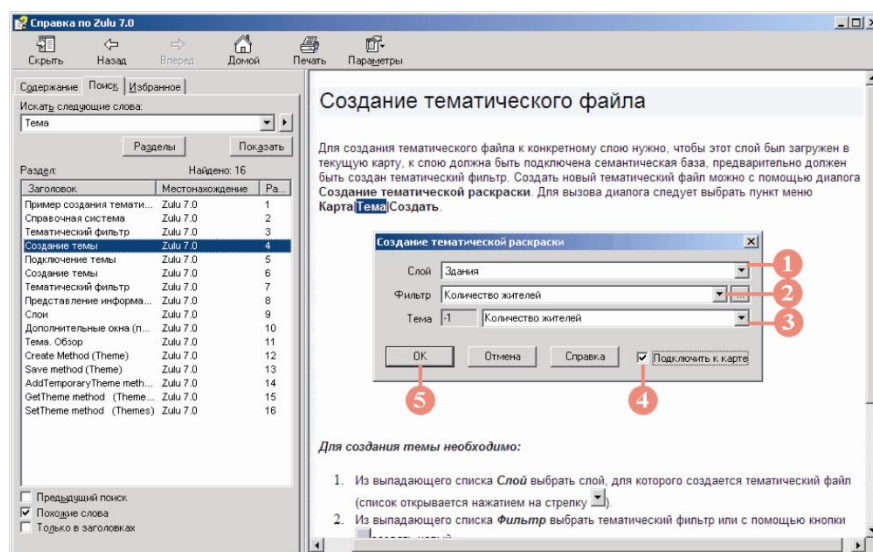 Справка по Zulu 7.0
Скрыть Назад Вперед Домой Печать Параметры
Содержание Поиск Избранное
Искать следующие слова:
Тема
Разделы Показать
Раздел: Найдено: 16
Заголовок Местонахождение Ра...
Пример создания темати... Zulu 7.0 1
Справочная система Zulu 7.0 2
Тематический фильтр Zulu 7.0 3
Создание темы Zulu 7.0 4
Подключение темы Zulu 7.0 5
Создание темы Zulu 7.0 6
Тематический фильтр Zulu 7.0 7
Представление информа... Zulu 7.0 8
Слои Zulu 7.0 9
Дополнительные окна (п... Zulu 7.0 10
Тема. Обзор Zulu 7.0 11
Create Method (Theme) Zulu 7.0 12
Save method (Theme) Zulu 7.0 13
AddTemporaryTheme meth... Zulu 7.0 14
GetTheme method (Theme... Zulu 7.0 15
SetTheme method (Themes) Zulu 7.0 16
Предыдущий поиск
Похожие слова
Только в заголовках
Создание тематического файла
Для создания тематического файла к конкретному слою нужно, чтобы этот слой был загружен в
текущую карту, к слою должна быть подключена семантическая база, предварительно должен
быть создан тематический фильтр. Создать новый тематический файл можно с помощью диалога
Создание тематической раскраски. Для вызова диалога следует выбрать пункт меню
Карта|Тема|Создать.
Создание тематической раскраски
Слой Здания 1
Фильтр Количество жителей ... 2
Тема -1 Количество жителей 3
OK Отмена Справка Подключить к карте
5 4
Для создания темы необходимо:
1. Из выпадающего списка Слой выбрать слой, для которого создается тематический файл
(список открывается нажатием на стрелку ).
2. Из выпадающего списка Фильтр выбрать тематический фильтр или с помощью кнопки